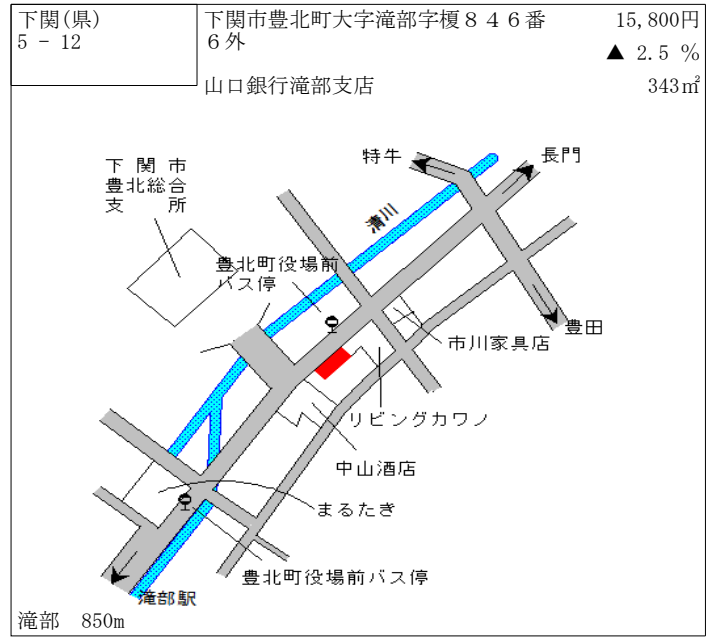 下関(県)
5 - 12
下関市豊北町大字滝部字榎８４６番
６外
山口銀行滝部支店
15,800円
▲ 2.5 %
343㎡
特牛
長門
下関市
豊北総合
支所
清川
豊北町役場前
バス停
豊田
市川家具店
リビングカワノ
中山酒店
まるたき
豊北町役場前バス停
滝部駅
滝部 850m